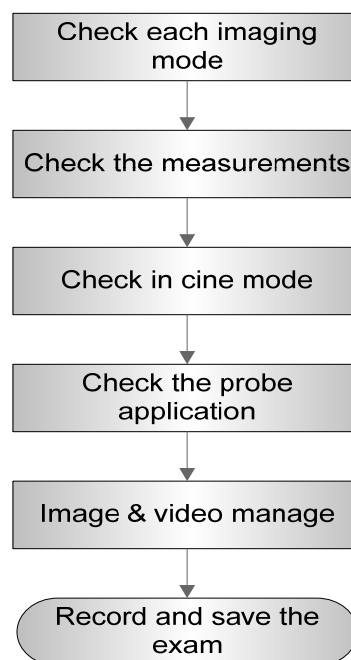 Check each imaging
mode
Check the measurements
Check in cine mode
Check the probe
application
Image & video manage
Record and save the
exam